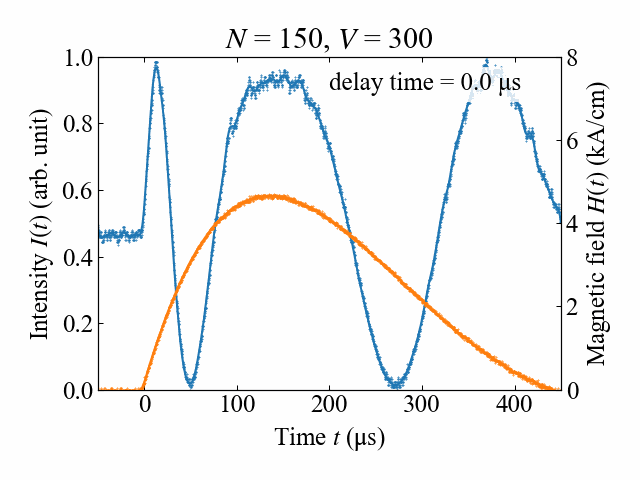 N = 150, V = 300
delay time = 0.0 μs
1.0
0.8
0.6
0.4
0.2
0.0
Intensity I(t) (arb. unit)
8
6
4
2
0
Magnetic field H(t) (kA/cm)
0 100 200 300 400
Time t (μs)